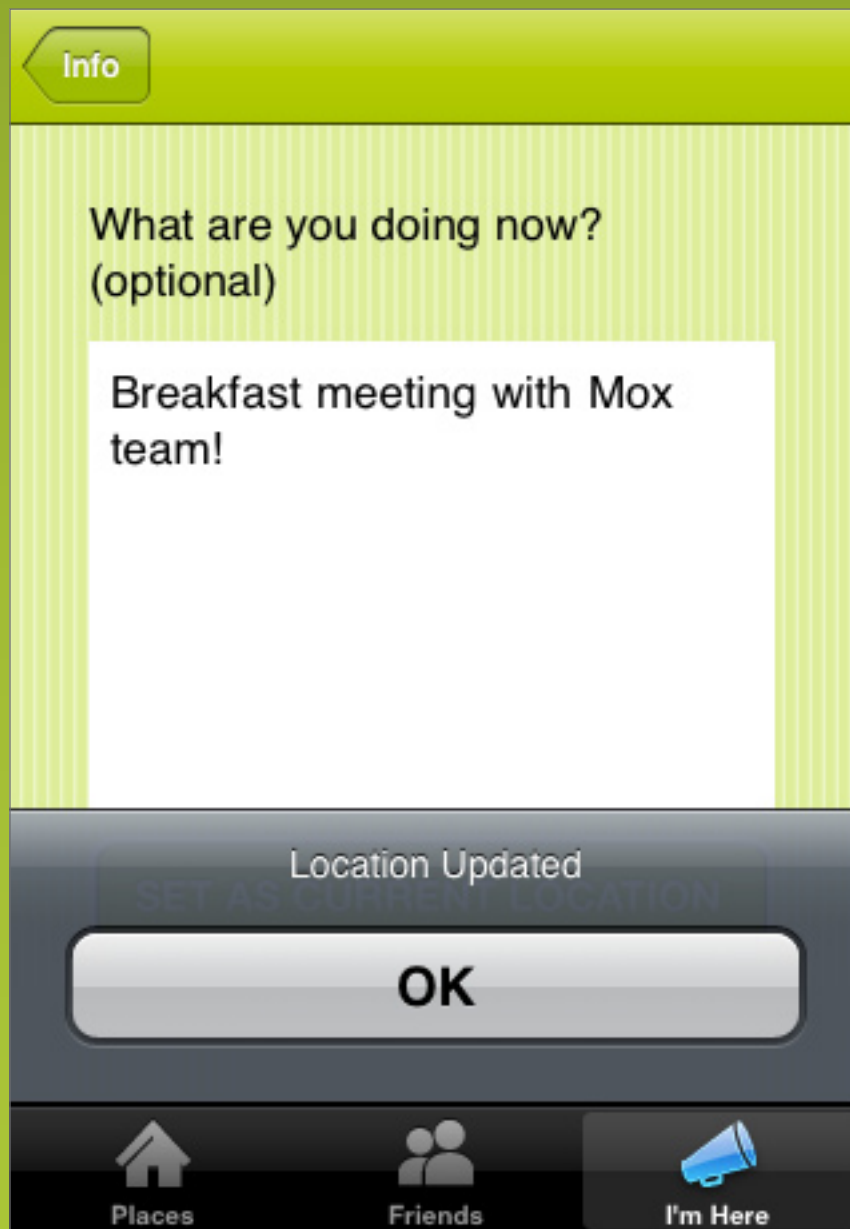 Info
What are you doing now?
(optional)
Breakfast meeting with Mox
team!
Location Updated
SET AS CURRENT LOCATION
OK
Places
Friends
I'm Here